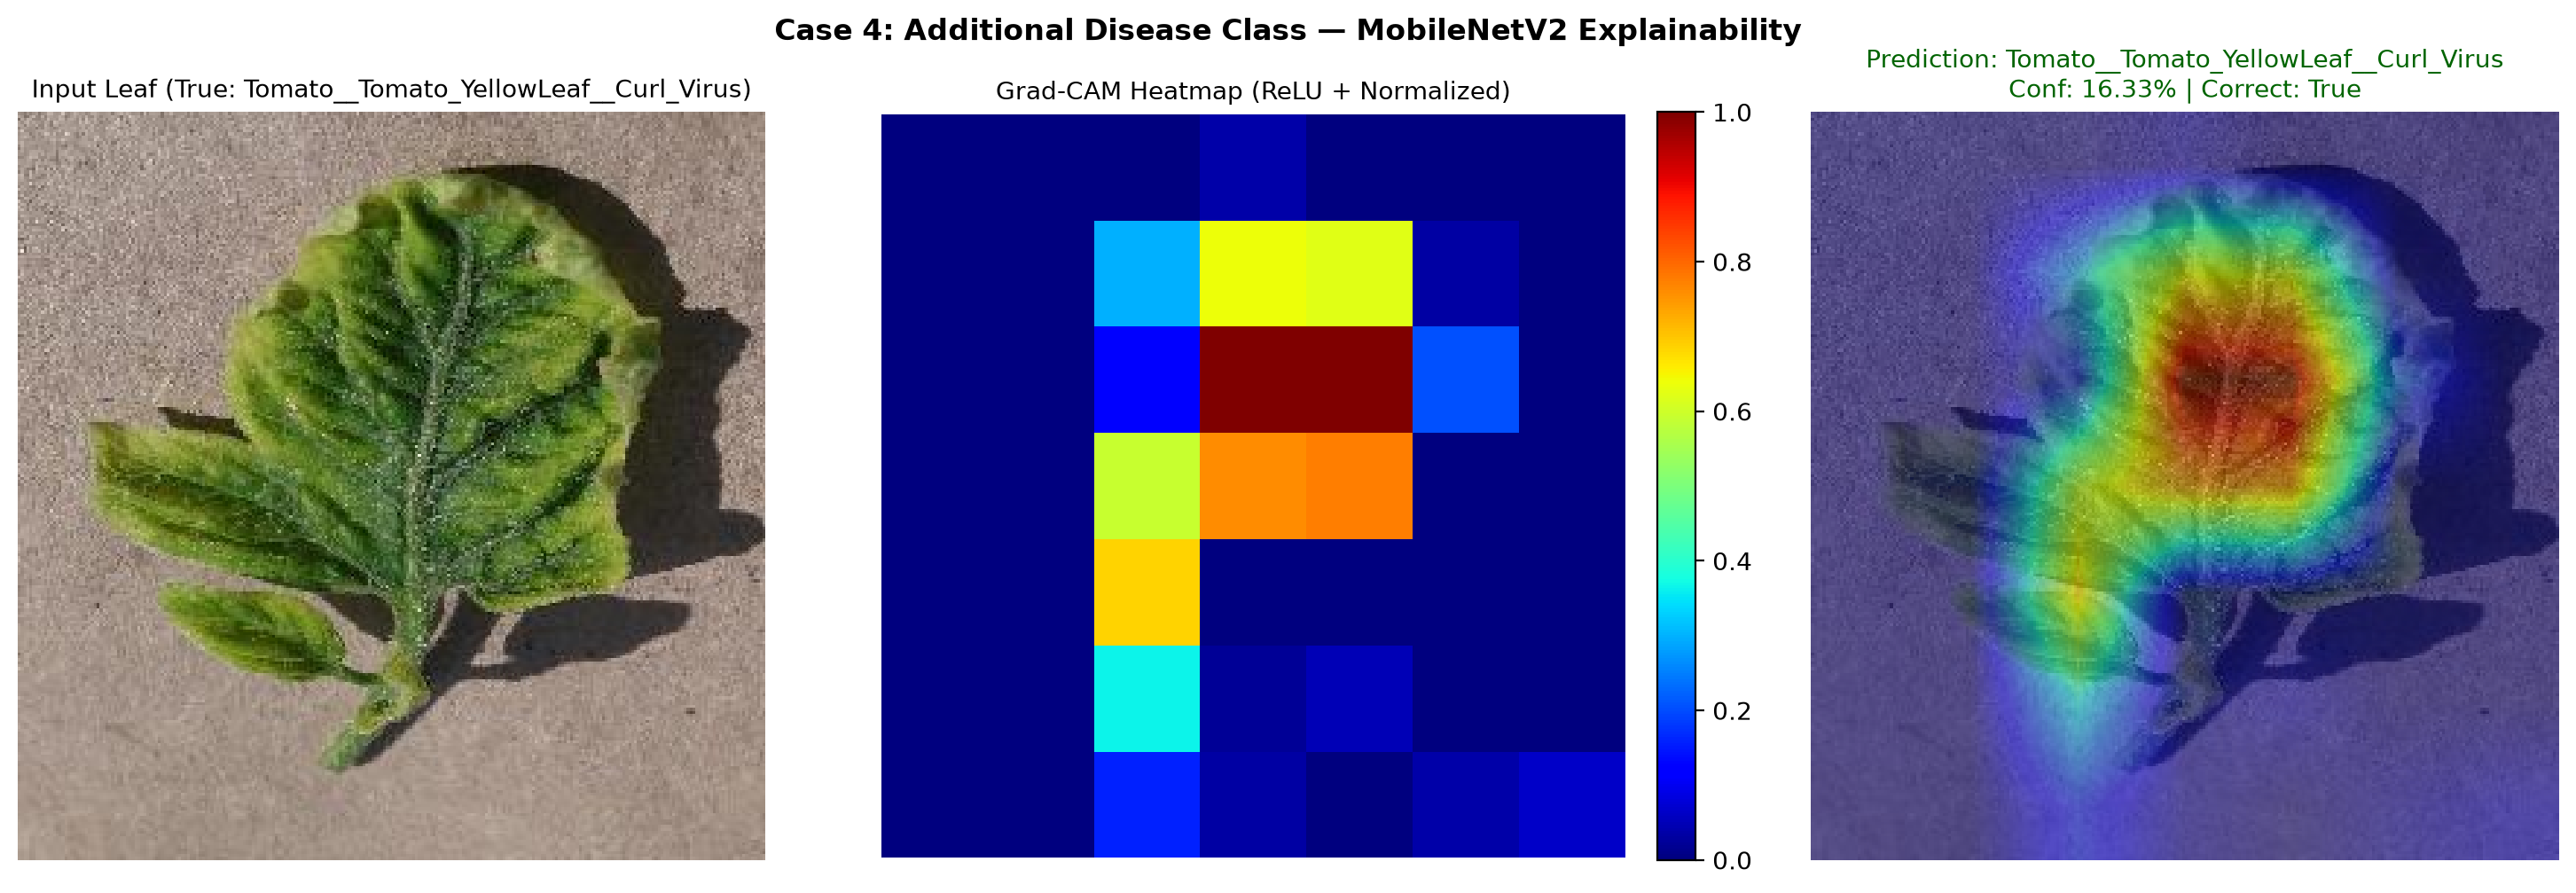 Case 4: Additional Disease Class — MobileNetV2 Explainability
Input Leaf (True: Tomato__Tomato_YellowLeaf__Curl_Virus)
Grad-CAM Heatmap (ReLU + Normalized)
1.0
0.8
0.6
0.4
0.2
0.0
Prediction: Tomato__Tomato_YellowLeaf__Curl_Virus
Conf: 16.33% | Correct: True